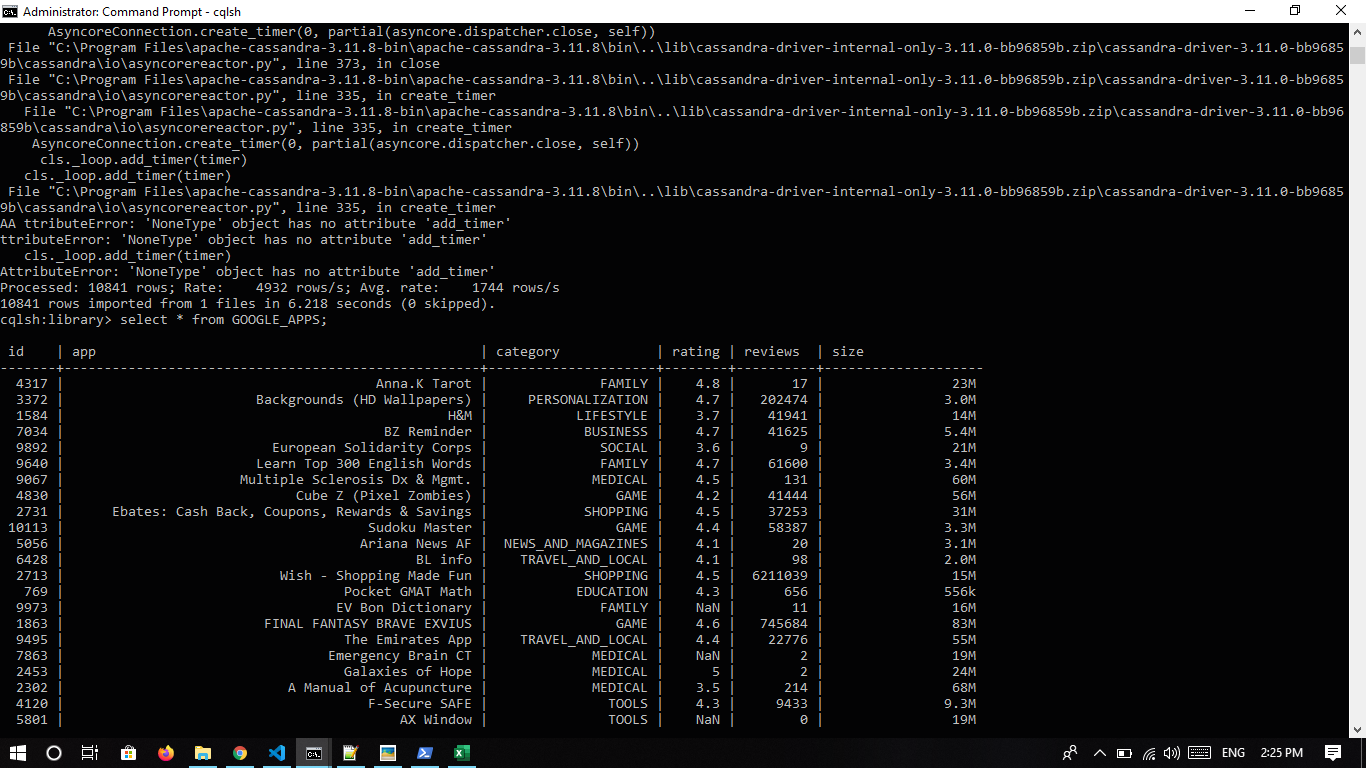 Administrator: Command Prompt - cqlsh
AsyncoreConnection.create_timer(0, partial(asyncore.dispatcher.close, self))
File "C:\Program Files\apache-cassandra-3.11.8-bin\apache-cassandra-3.11.8\bin\..\lib\cassandra-driver-internal-only-3.11.0-bb96859b.zip\cassandra-driver-3.11.0-bb9685
9b\cassandra\io\asyncorereactor.py", line 373, in close
File "C:\Program Files\apache-cassandra-3.11.8-bin\apache-cassandra-3.11.8\bin\..\lib\cassandra-driver-internal-only-3.11.0-bb96859b.zip\cassandra-driver-3.11.0-bb9685
9b\cassandra\io\asyncorereactor.py", line 335, in create_timer
File "C:\Program Files\apache-cassandra-3.11.8-bin\apache-cassandra-3.11.8\bin\..\lib\cassandra-driver-internal-only-3.11.0-bb96859b.zip\cassandra-driver-3.11.0-bb96
859b\cassandra\io\asyncorereactor.py", line 335, in create_timer
AsyncoreConnection.create_timer(0, partial(asyncore.dispatcher.close, self))
cls._loop.add_timer(timer)
cls._loop.add_timer(timer)
File "C:\Program Files\apache-cassandra-3.11.8-bin\apache-cassandra-3.11.8\bin\..\lib\cassandra-driver-internal-only-3.11.0-bb96859b.zip\cassandra-driver-3.11.0-bb9685
9b\cassandra\io\asyncorereactor.py", line 335, in create_timer
AA ttributeError: 'NoneType' object has no attribute 'add_timer'
ttributeError: 'NoneType' object has no attribute 'add_timer'
cls._loop.add_timer(timer)
AttributeError: 'NoneType' object has no attribute 'add_timer'
Processed: 10841 rows; Rate: 4932 rows/s; Avg. rate: 1744 rows/s
10841 rows imported from 1 files in 6.218 seconds (0 skipped).
cqlsh:library> select * from GOOGLE_APPS;
id | app | category | rating | reviews | size
4317 | Anna.K Tarot | FAMILY | 4.8 | 17 | 23M
3372 | Backgrounds (HD Wallpapers) | PERSONALIZATION | 4.7 | 202474 | 3.0M
1584 | H&M | LIFESTYLE | 3.7 | 41941 | 14M
7034 | BZ Reminder | BUSINESS | 4.7 | 41625 | 5.4M
9892 | European Solidarity Corps | SOCIAL | 3.6 | 9 | 21M
9640 | Learn Top 300 English Words | FAMILY | 4.7 | 61600 | 3.4M
9067 | Multiple Sclerosis Dx & Mgmt. | MEDICAL | 4.5 | 131 | 60M
4830 | Cube Z (Pixel Zombies) | GAME | 4.2 | 41444 | 56M
2731 | Ebates: Cash Back, Coupons, Rewards & Savings | SHOPPING | 4.5 | 37253 | 31M
10113 | Sudoku Master | GAME | 4.4 | 58387 | 3.3M
5056 | Ariana News AF | NEWS_AND_MAGAZINES | 4.1 | 20 | 3.1M
6428 | BL info | TRAVEL_AND_LOCAL | 4.1 | 98 | 2.0M
2713 | Wish - Shopping Made Fun | SHOPPING | 4.5 | 6211039 | 15M
769 | Pocket GMAT Math | EDUCATION | 4.3 | 656 | 556k
9973 | EV Bon Dictionary | FAMILY | NaN | 11 | 16M
1863 | FINAL FANTASY BRAVE EXVIUS | GAME | 4.6 | 745684 | 83M
9495 | The Emirates App | TRAVEL_AND_LOCAL | 4.4 | 22776 | 55M
7863 | Emergency Brain CT | MEDICAL | NaN | 2 | 19M
2453 | Galaxies of Hope | MEDICAL | 5 | 2 | 24M
2302 | A Manual of Acupuncture | MEDICAL | 3.5 | 214 | 68M
4120 | F-Secure SAFE | TOOLS | 4.3 | 9433 | 9.3M
5801 | AX Window | TOOLS | NaN | 0 | 19M
ENG 2:25 PM